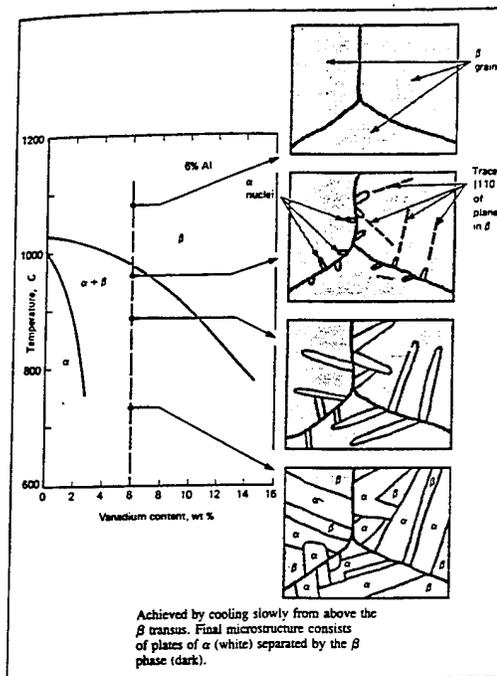 β
grain
1200
6% Al
α
nuclei
Trace
{110
of
plane
in β
β
1000
Temperature, C
α + β
800
α
600
0 2 4 6 8 10 12 14 16
Vanadium content, wt %
α
β
α
β
α
β
α
α
β
α
β
α
β
α
β
Achieved by cooling slowly from above the
β transus. Final microstructure consists
of plates of α (white) separated by the β
phase (dark).